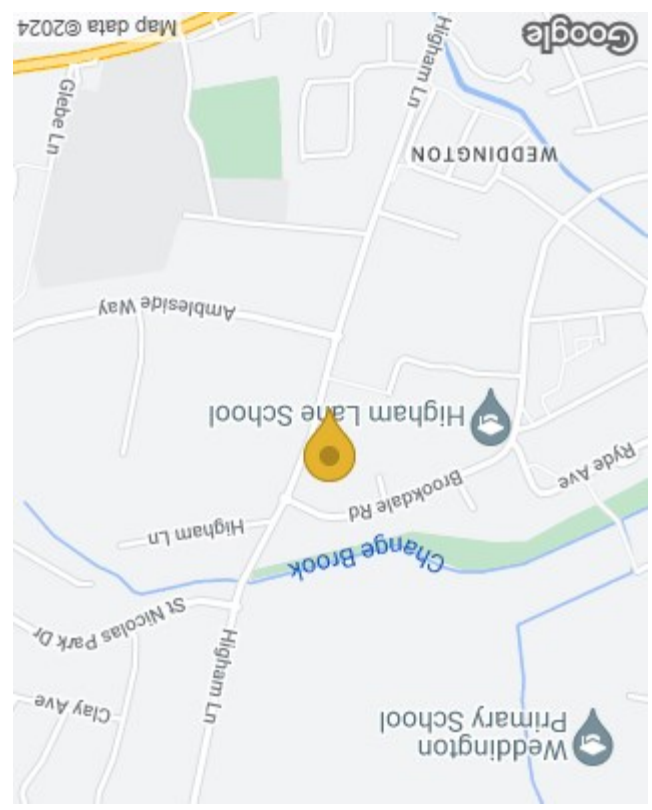 Weddington
Primary School
Clay Ave
Higham Ln
St Nicolas Park Dr
Change Brook
Higham Ln
Brookdale Rd
Ryde Ave
Higham Lane School
Ambleside Way
WEDDINGTON
Glebe Ln
Higham Ln
Google
Map data ©2024